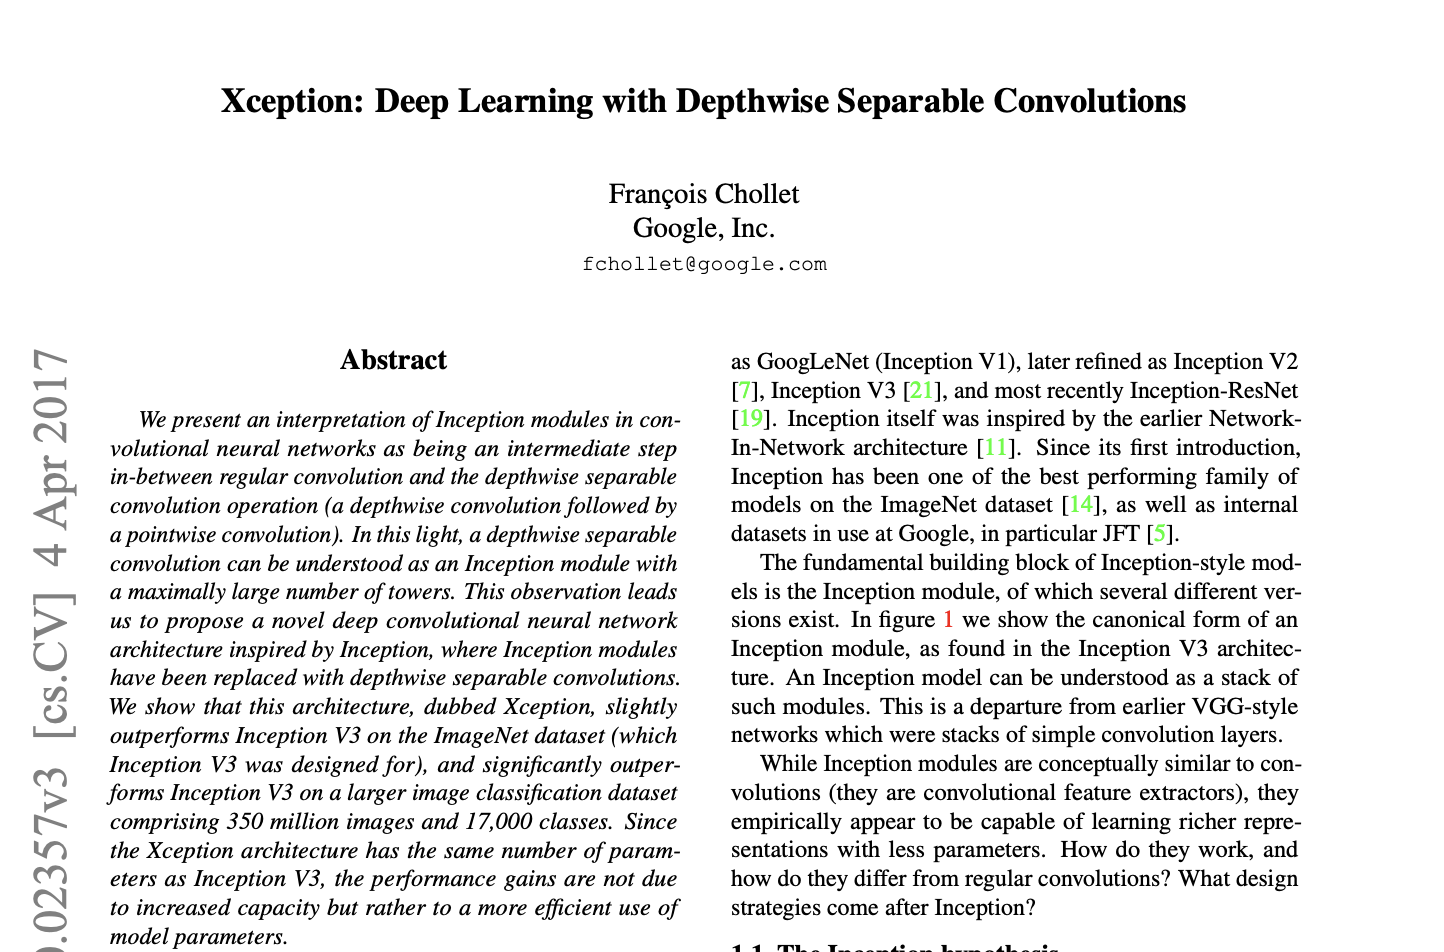 Xception: Deep Learning with Depthwise Separable Convolutions
François Chollet
Google, Inc.
fchollet@google.com
0.02357v3 [cs.CV] 4 Apr 2017
Abstract
We present an interpretation of Inception modules in con-
volutional neural networks as being an intermediate step
in-between regular convolution and the depthwise separable
convolution operation (a depthwise convolution followed by
a pointwise convolution). In this light, a depthwise separable
convolution can be understood as an Inception module with
a maximally large number of towers. This observation leads
us to propose a novel deep convolutional neural network
architecture inspired by Inception, where Inception modules
have been replaced with depthwise separable convolutions.
We show that this architecture, dubbed Xception, slightly
outperforms Inception V3 on the ImageNet dataset (which
Inception V3 was designed for), and significantly outper-
forms Inception V3 on a larger image classification dataset
comprising 350 million images and 17,000 classes. Since
the Xception architecture has the same number of param-
eters as Inception V3, the performance gains are not due
to increased capacity but rather to a more efficient use of
model parameters.
as GoogLeNet (Inception V1), later refined as Inception V2
[7], Inception V3 [21], and most recently Inception-ResNet
[19]. Inception itself was inspired by the earlier Network-
In-Network architecture [11]. Since its first introduction,
Inception has been one of the best performing family of
models on the ImageNet dataset [14], as well as internal
datasets in use at Google, in particular JFT [5].
The fundamental building block of Inception-style mod-
els is the Inception module, of which several different ver-
sions exist. In figure 1 we show the canonical form of an
Inception module, as found in the Inception V3 architec-
ture. An Inception model can be understood as a stack of
such modules. This is a departure from earlier VGG-style
networks which were stacks of simple convolution layers.
While Inception modules are conceptually similar to con-
volutions (they are convolutional feature extractors), they
empirically appear to be capable of learning richer repre-
sentations with less parameters. How do they work, and
how do they differ from regular convolutions? What design
strategies come after Inception?
1.1. The Inception hypothesis